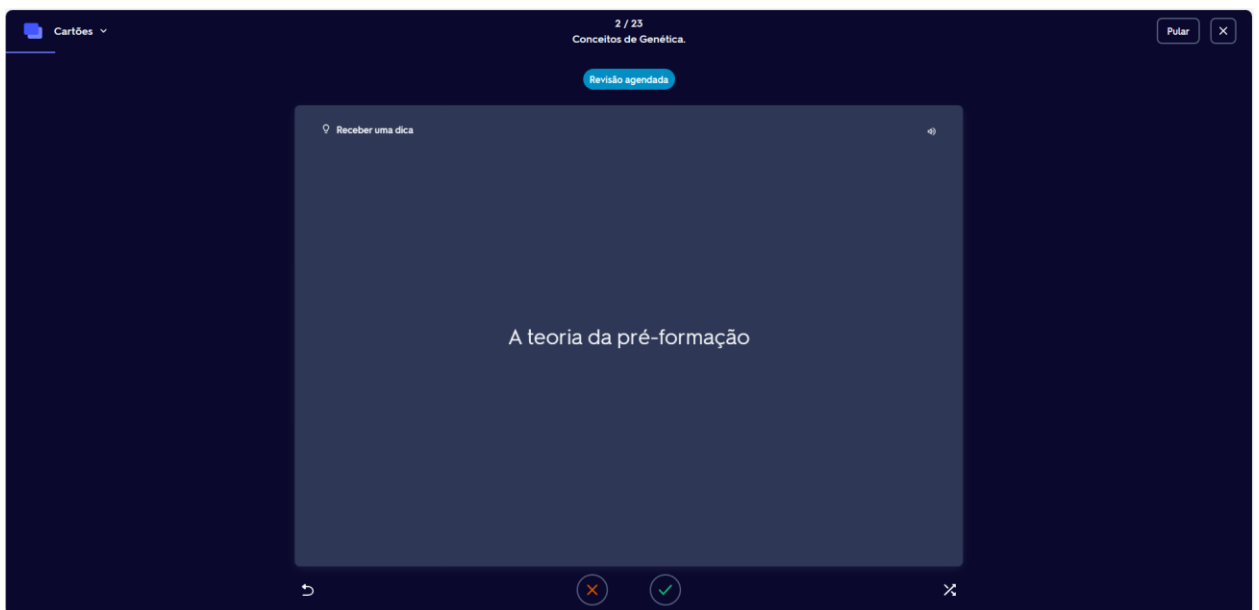 Cartões
2 / 23
Conceitos de Genética.
Pular
Revisão agendada
Receber uma dica
A teoria da pré-formação